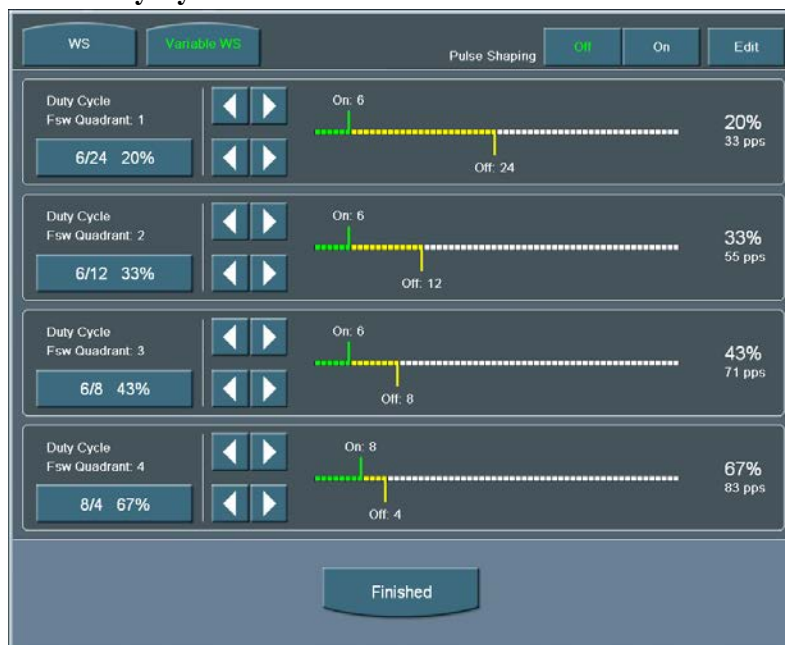 WS
Variable WS
Pulse Shaping
Off
On
Edit
Duty Cycle
Fsw Quadrant: 1
6/24 20%
On: 6
Off: 24
20%
33 pps
Duty Cycle
Fsw Quadrant: 2
6/12 33%
On: 6
Off: 12
33%
55 pps
Duty Cycle
Fsw Quadrant: 3
6/8 43%
On: 6
Off: 8
43%
71 pps
Duty Cycle
Fsw Quadrant: 4
8/4 67%
On: 8
Off: 4
67%
83 pps
Finished